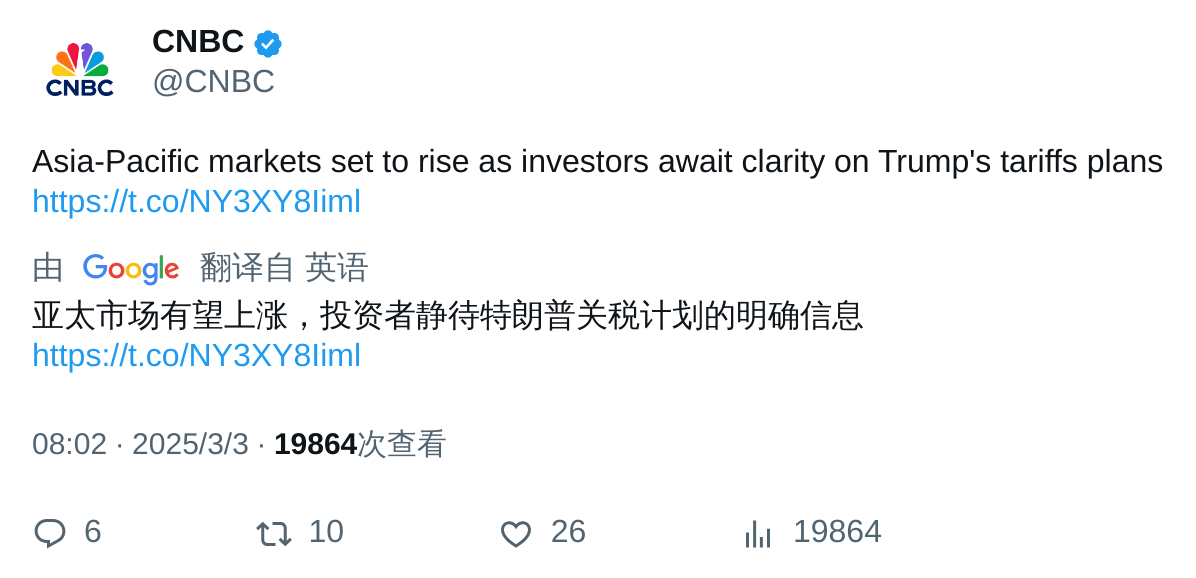 CNBC
CNBC
@CNBC
Asia-Pacific markets set to rise as investors await clarity on Trump's tariffs plans
https://t.co/NY3XY8Iiml
由 Google 翻译自 英语
亚太市场有望上涨，投资者静待特朗普关税计划的明确信息
https://t.co/NY3XY8Iiml
08:02 · 2025/3/3 · 19864次查看
6 10 26 19864